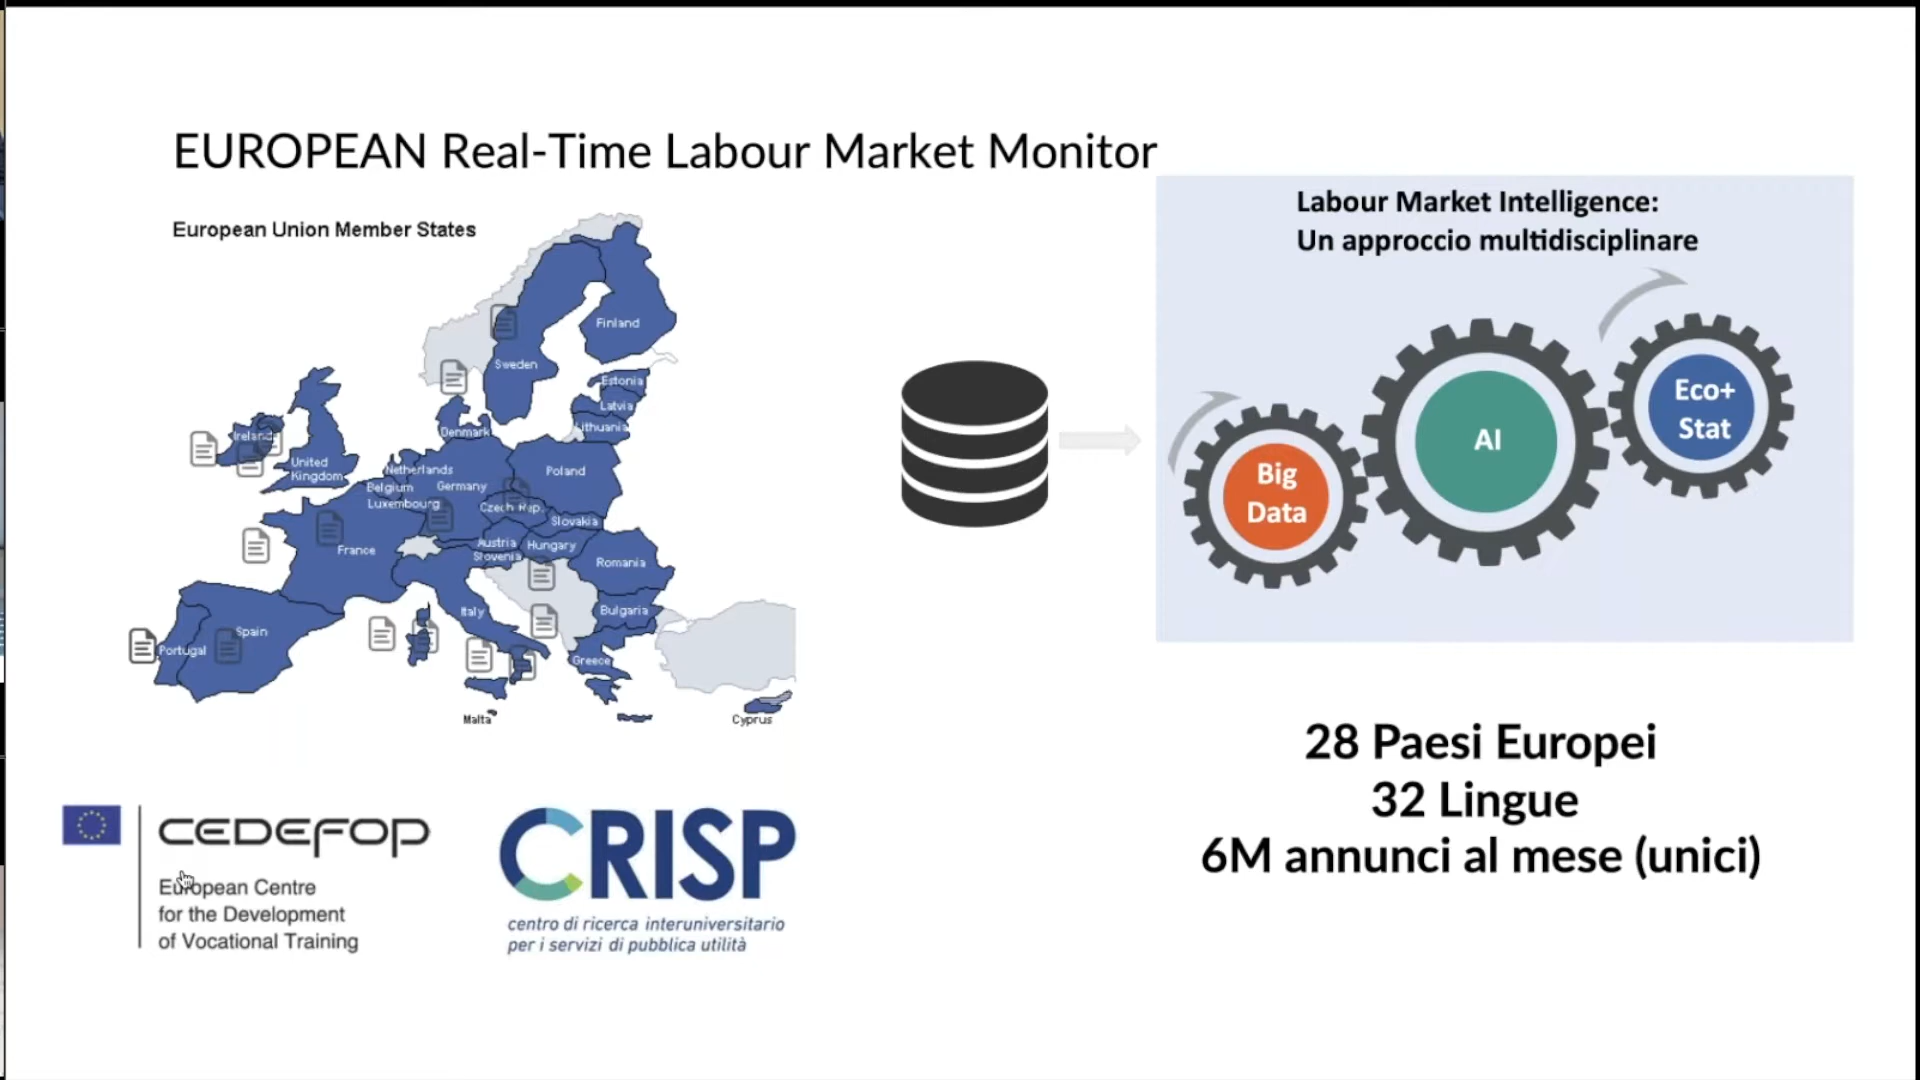 EUROPEAN Real-Time Labour Market Monitor
European Union Member States
Finland
Sweden
Estonia
Latvia
Lithuania
Denmark
Ireland
United
Kingdom
Netherlands
Poland
Belgium
Germany
Luxembourg
Czech Rep.
Slovakia
France
Austria
Hungary
Slovenia
Romania
Italy
Bulgaria
Spain
Portugal
Greece
Malta
Cyprus
Labour Market Intelligence:
Un approccio multidisciplinare
Big
Data
AI
Eco+
Stat
28 Paesi Europei
32 Lingue
6M annunci al mese (unici)
CEDEFOP
European Centre
for the Development
of Vocational Training
CRISP
centro di ricerca interuniversitario
per i servizi di pubblica utilità